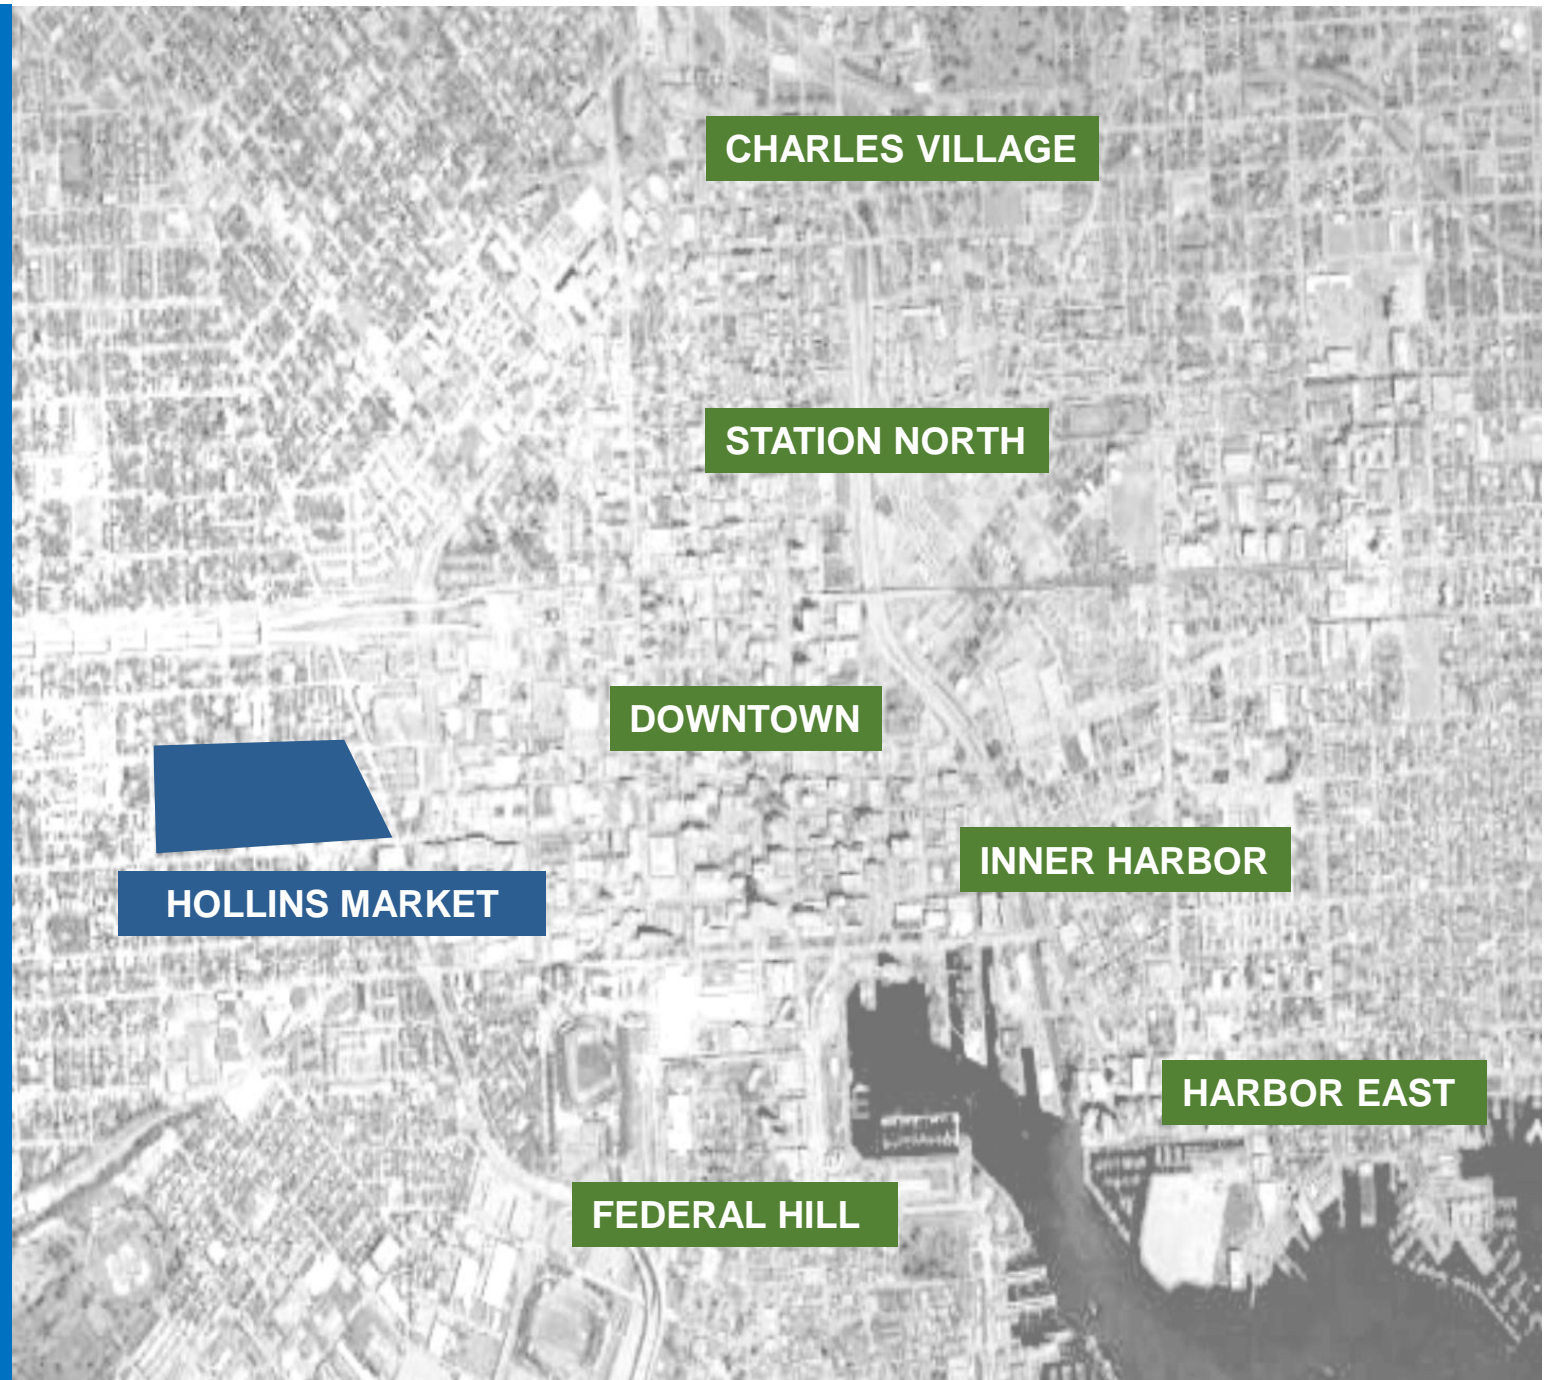 CHARLES VILLAGE
STATION NORTH
DOWNTOWN
INNER HARBOR
HOLLINS MARKET
HARBOR EAST
FEDERAL HILL